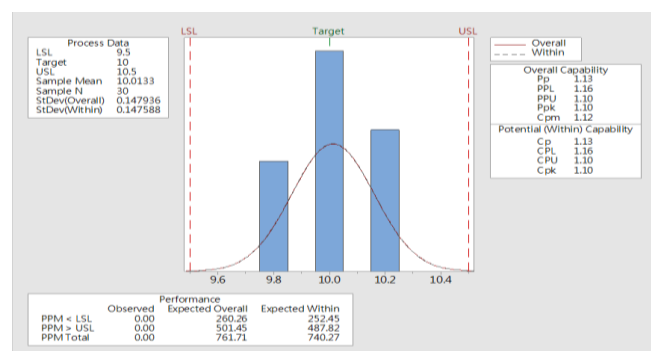 LSL Target USL
Process Data
LSL 9.5
Target 10
USL 10.5
Sample Mean 10.0133
Sample N 30
StDev(Overall) 0.147936
StDev(Within) 0.147588
Overall
Within
Overall Capability
Pp 1.13
PPL 1.16
PPU 1.10
Ppk 1.10
Cpm 1.12
Potential (Within) Capability
Cp 1.13
CPL 1.16
CPU 1.10
Cpk 1.10
9.6 9.8 10.0 10.2 10.4
Performance
Observed Expected Overall Expected Within
PPM < LSL 0.00 260.26 252.45
PPM > USL 0.00 501.45 487.82
PPM Total 0.00 761.71 740.27